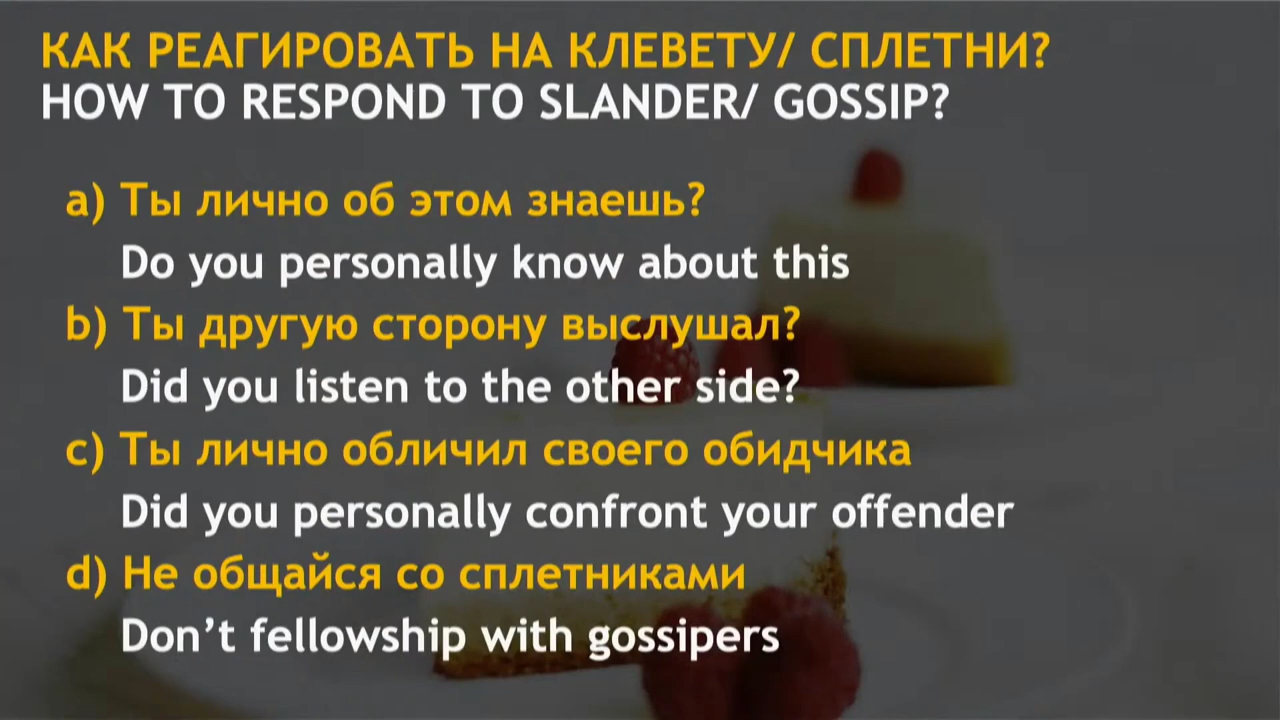 КАК РЕАГИРОВАТЬ НА КЛЕВЕТУ/ СПЛЕТНИ?
HOW TO RESPOND TO SLANDER/ GOSSIP?
a) Ты лично об этом знаешь?
Do you personally know about this
b) Ты другую сторону выслушал?
Did you listen to the other side?
c) Ты лично обличил своего обидчика
Did you personally confront your offender
d) Не общайся со сплетниками
Don’t fellowship with gossipers